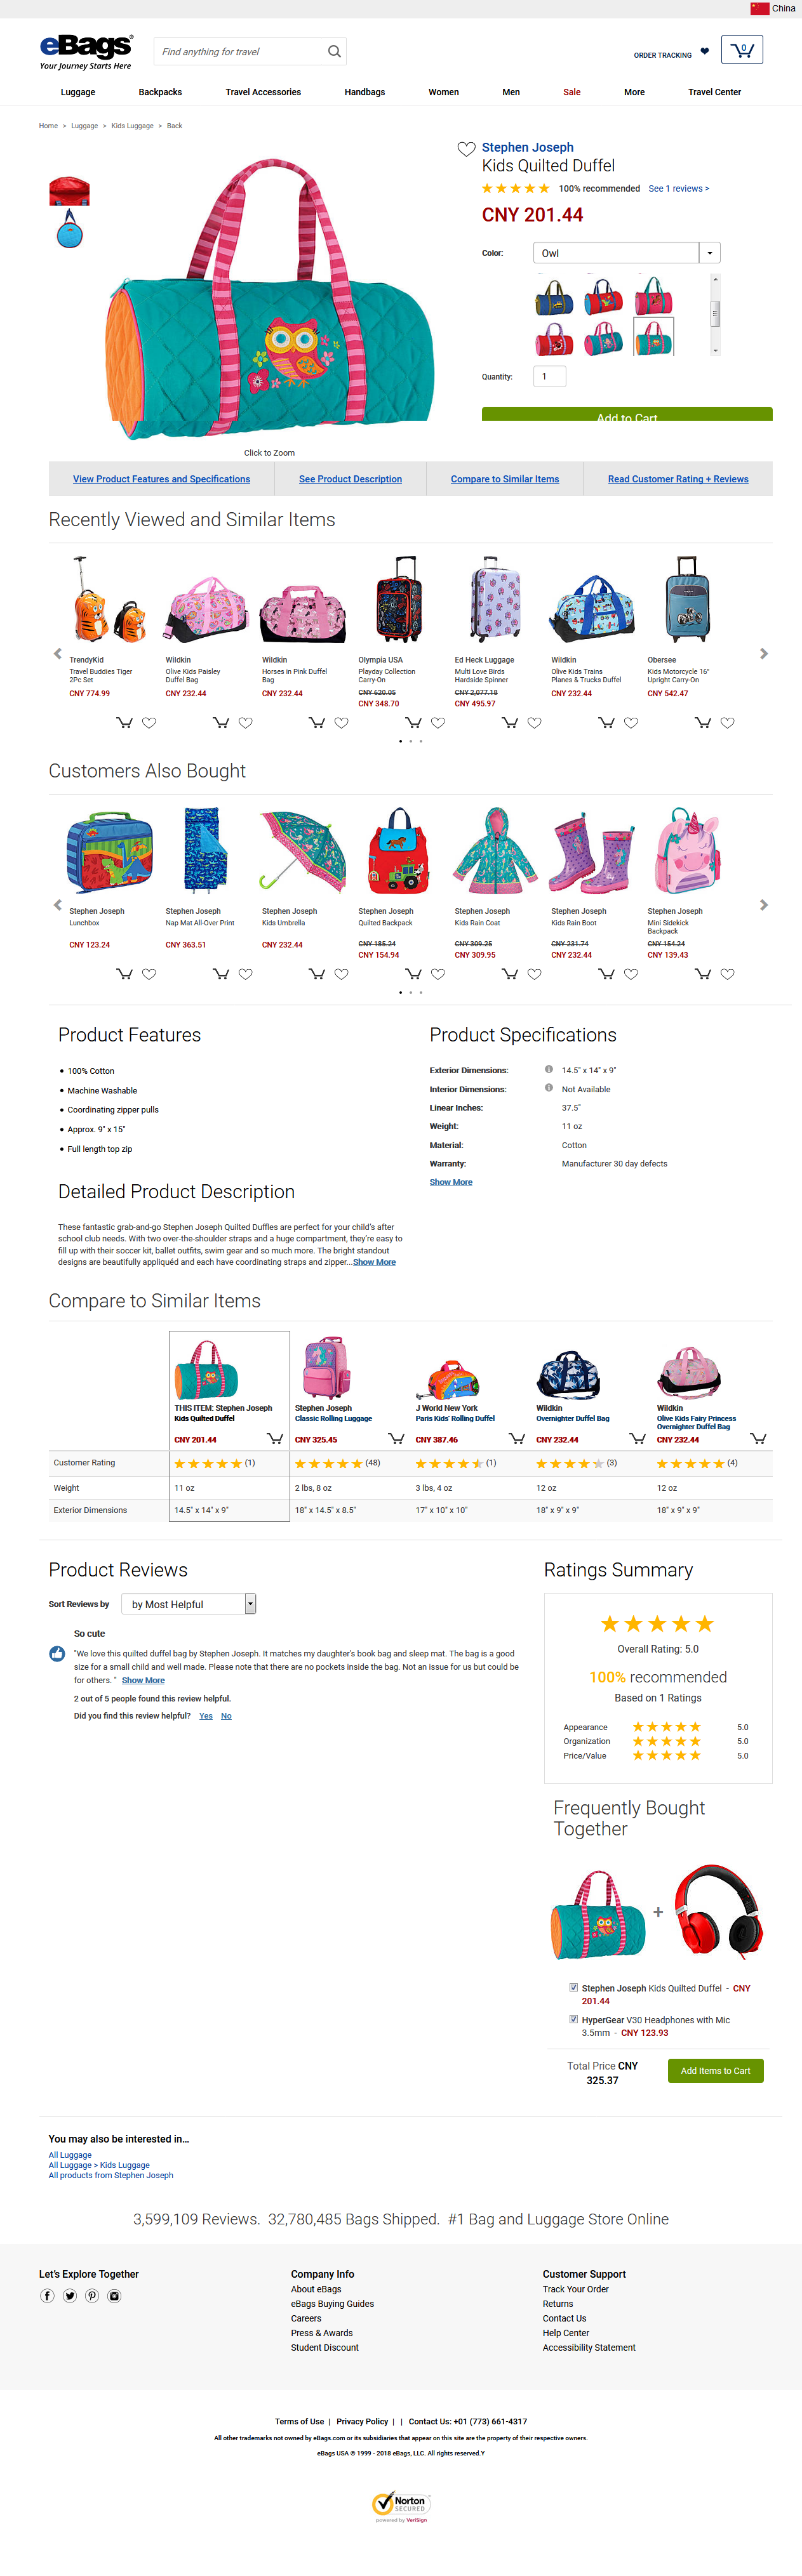 China
eBags
Your Journey Starts Here
Find anything for travel
ORDER TRACKING
0
Luggage Backpacks Travel Accessories Handbags Women Men Sale More Travel Center
Home > Luggage > Kids Luggage > Back
Stephen Joseph
Kids Quilted Duffel
100% recommended See 1 reviews >
CNY 201.44
Color: Owl
Quantity: 1
Add to Cart
Click to Zoom
View Product Features and Specifications See Product Description Compare to Similar Items Read Customer Rating + Reviews
Recently Viewed and Similar Items
TrendyKid Wildkin Wildkin Olympia USA Ed Heck Luggage Wildkin Obersee
Travel Buddies Tiger Olive Kids Paisley Horses in Pink Duffel Playday Collection Multi Love Birds Olive Kids Trains Kids Motorcycle 16"
2Pc Set Duffel Bag Bag Carry-On Hardside Spinner Planes & Trucks Duffel Upright Carry-On
CNY 774.99 CNY 232.44 CNY 232.44 CNY 620.05 CNY 2,077.18 CNY 232.44 CNY 542.47
CNY 348.70 CNY 495.97
Customers Also Bought
Stephen Joseph Stephen Joseph Stephen Joseph Stephen Joseph Stephen Joseph Stephen Joseph Stephen Joseph
Lunchbox Nap Mat All-Over Print Kids Umbrella Quilted Backpack Kids Rain Coat Kids Rain Boot Mini Sidekick
Backpack
CNY 123.24 CNY 363.51 CNY 232.44 CNY 185.24 CNY 309.25 CNY 231.74 CNY 154.24
CNY 154.94 CNY 309.95 CNY 232.44 CNY 139.43
Product Features
• 100% Cotton
• Machine Washable
• Coordinating zipper pulls
• Approx. 9" x 15"
• Full length top zip
Product Specifications
Exterior Dimensions: 14.5" x 14" x 9"
Interior Dimensions: Not Available
Linear Inches: 37.5"
Weight: 11 oz
Material: Cotton
Warranty: Manufacturer 30 day defects
Show More
Detailed Product Description
These fantastic grab-and-go Stephen Joseph Quilted Duffles are perfect for your child's after
school club needs. With two over-the-shoulder straps and a huge compartment, they're easy to
fill up with their soccer kit, ballet outfits, swim gear and so much more. The bright standout
designs are beautifully appliquéd and each have coordinating straps and zipper...Show More
Compare to Similar Items
THIS ITEM: Stephen Joseph Stephen Joseph J World New York Wildkin Wildkin
Kids Quilted Duffel Classic Rolling Luggage Paris Kids' Rolling Duffel Overnighter Duffel Bag Olive Kids Fairy Princess
Overnighter Duffel Bag
CNY 201.44 CNY 325.45 CNY 387.46 CNY 232.44 CNY 232.44
Customer Rating (1) (48) (1) (3) (4)
Weight 11 oz 2 lbs, 8 oz 3 lbs, 4 oz 12 oz 12 oz
Exterior Dimensions 14.5" x 14" x 9" 18" x 14.5" x 8.5" 17" x 10" x 10" 18" x 9" x 9" 18" x 9" x 9"
Product Reviews
Sort Reviews by by Most Helpful
So cute
"We love this quilted duffel bag by Stephen Joseph. It matches my daughter's book bag and sleep mat. The bag is a good
size for a small child and well made. Please note that there are no pockets inside the bag. Not an issue for us but could be
for others. " Show More
2 out of 5 people found this review helpful.
Did you find this review helpful? Yes No
Ratings Summary
Overall Rating: 5.0
100% recommended
Based on 1 Ratings
Appearance 5.0
Organization 5.0
Price/Value 5.0
Frequently Bought
Together
+
Stephen Joseph Kids Quilted Duffel - CNY
201.44
HyperGear V30 Headphones with Mic
3.5mm - CNY 123.93
Total Price CNY
325.37
Add Items to Cart
You may also be interested in...
All Luggage
All Luggage > Kids Luggage
All products from Stephen Joseph
3,599,109 Reviews. 32,780,485 Bags Shipped. #1 Bag and Luggage Store Online
Let's Explore Together
Company Info
About eBags
eBags Buying Guides
Careers
Press & Awards
Student Discount
Customer Support
Track Your Order
Returns
Contact Us
Help Center
Accessibility Statement
Terms of Use | Privacy Policy | | Contact Us: +01 (773) 661-4317
All other trademarks not owned by eBags.com or its subsidiaries that appear on this site are the property of their respective owners.
eBags USA © 1999 - 2018 eBags, LLC. All rights reserved.Y
Norton
SECURED
powered by VeriSign